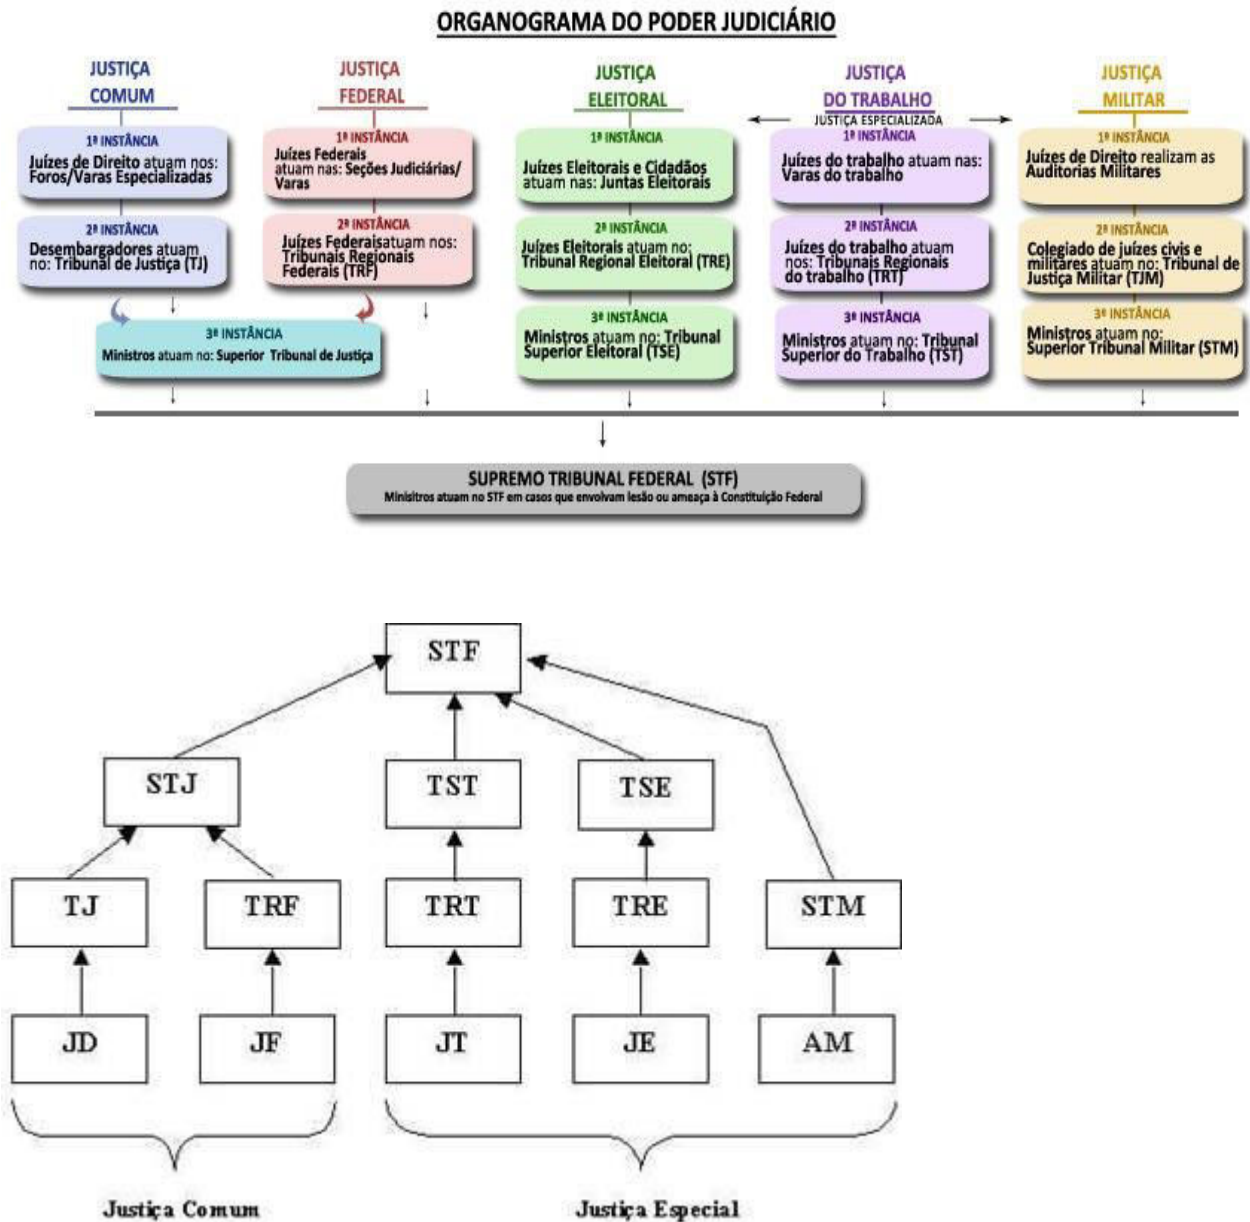 ORGANOGRAMA DO PODER JUDICIÁRIO
JUSTIÇA
COMUM
1ª INSTÂNCIA
Juízes de Direito atuam nos:
Foros/Varas Especializadas
2ª INSTÂNCIA
Desembargadores atuam
no: Tribunal de Justiça (TJ)
JUSTIÇA
FEDERAL
1ª INSTÂNCIA
Juízes Federais
atuam nas: Seções Judiciárias/
Varas
2ª INSTÂNCIA
Juízes Federaisatuam nos:
Tribunais Regionais
Federais (TRF)
3ª INSTÂNCIA
Ministros atuam no: Superior Tribunal de Justiça
JUSTIÇA
ELEITORAL
1ª INSTÂNCIA
Juízes Eleitorais e Cidadãos
atuam nas: Juntas Eleitorais
2ª INSTÂNCIA
Juízes Eleitorais atuam no:
Tribunal Regional Eleitoral (TRE)
3ª INSTÂNCIA
Ministros atuam no: Tribunal
Superior Eleitoral (TSE)
JUSTIÇA
DO TRABALHO
JUSTIÇA ESPECIALIZADA
1ª INSTÂNCIA
Juízes do trabalho atuam nas:
Varas do trabalho
2ª INSTÂNCIA
Juízes do trabalho atuam
nos: Tribunais Regionais
do trabalho (TRT)
3ª INSTÂNCIA
Ministros atuam no: Tribunal
Superior do Trabalho (TST)
JUSTIÇA
MILITAR
1ª INSTÂNCIA
Juízes de Direito realizam as
Auditorias Militares
2ª INSTÂNCIA
Colegiado de juízes civis e
militares atuam no: Tribunal de
Justiça Militar (TJM)
3ª INSTÂNCIA
Ministros atuam no:
Superior Tribunal Militar (STM)
SUPREMO TRIBUNAL FEDERAL (STF)
Minisitros atuam no STF em casos que envolvam lesão ou ameaça à Constituição Federal
STF
STJ
TST
TSE
TJ
TRF
TRT
TRE
STM
JD
JF
JT
JE
AM
Justiça Comum
Justiça Especial